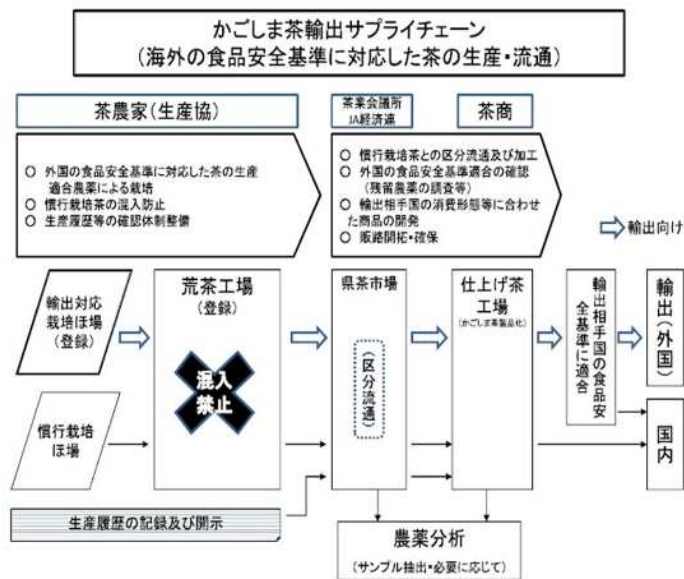 かごしま茶輸出サプライチェーン
(海外の食品安全基準に対応した茶の生産・流通)
茶農家(生産協)
茶業会議所
JA経済連
茶商
○ 外国の食品安全基準に対応した茶の生産
適合農薬による栽培
○ 慣行栽培茶の混入防止
○ 生産履歴等の確認体制整備
○ 慣行栽培茶との区分流通及び加工
○ 外国の食品安全基準適合の確認
(残留農薬の調査等)
○ 輸出相手国の消費形態等に合わせ
た商品の開発
○ 販路開拓・確保
輸出向け
輸出対応
栽培ほ場
(登録)
荒茶工場
(登録)
混入
禁止
県茶市場
(区分流通)
仕上げ茶
工場
(かごしま茶製品化)
輸出相手国の食品安
全基準に適合
輸出(外国)
慣行栽培
ほ場
国内
生産履歴の記録及び開示
農薬分析
(サンプル抽出・必要に応じて)